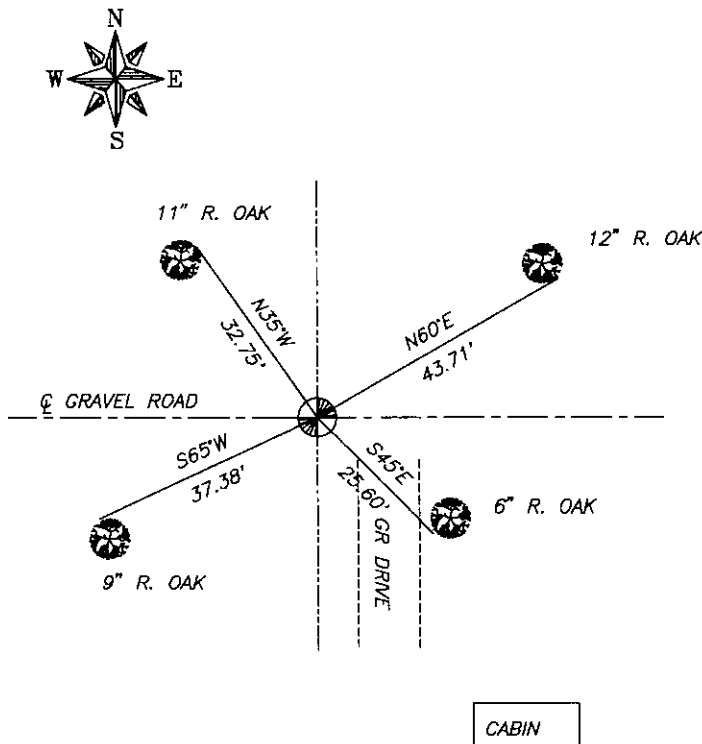 N
W E
S
11" R. OAK
12" R. OAK
N35°W
32.75'
N60°E
43.71'
℄ GRAVEL ROAD
S65°W
37.38'
S45°E
25.60'
GR DRIVE
6" R. OAK
9" R. OAK
CABIN